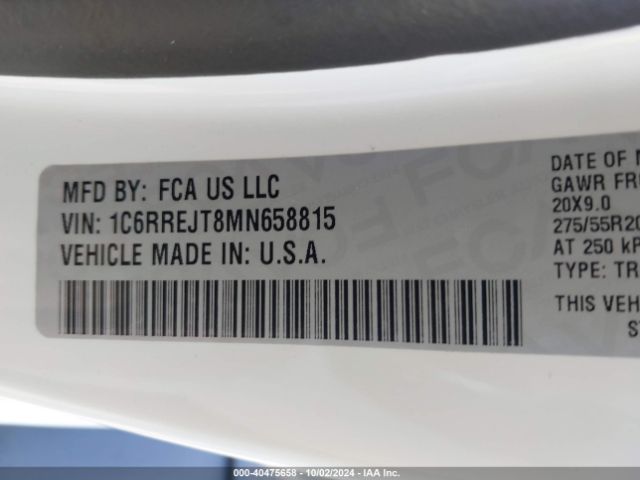 MFD BY: FCA US LLC
VIN: 1C6RREJT8MN658815
VEHICLE MADE IN: U.S.A.
DATE OF
GAWR FR
20X9.0
275/55R20
AT 250 kP
TYPE: TR
THIS VEH
000-40475658 - 10/02/2024 - IAA, Inc. Copyright